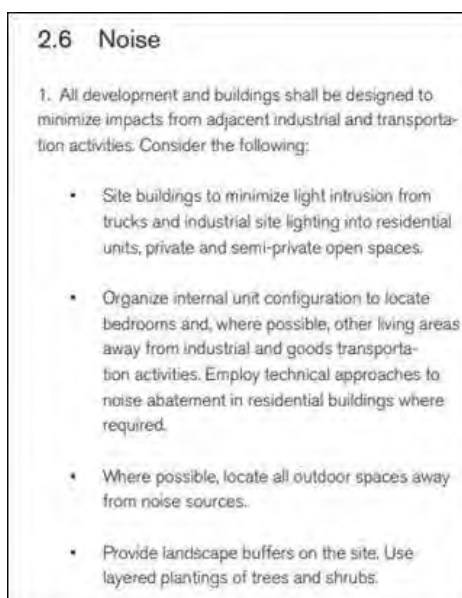 2.6 Noise
1. All development and buildings shall be designed to
minimize impacts from adjacent industrial and transporta-
tion activities. Consider the following:
• Site buildings to minimize light intrusion from
trucks and industrial site lighting into residential
units, private and semi-private open spaces.
• Organize internal unit configuration to locate
bedrooms and, where possible, other living areas
away from industrial and goods transporta-
tion activities. Employ technical approaches to
noise abatement in residential buildings where
required.
• Where possible, locate all outdoor spaces away
from noise sources.
• Provide landscape buffers on the site. Use
layered plantings of trees and shrubs.